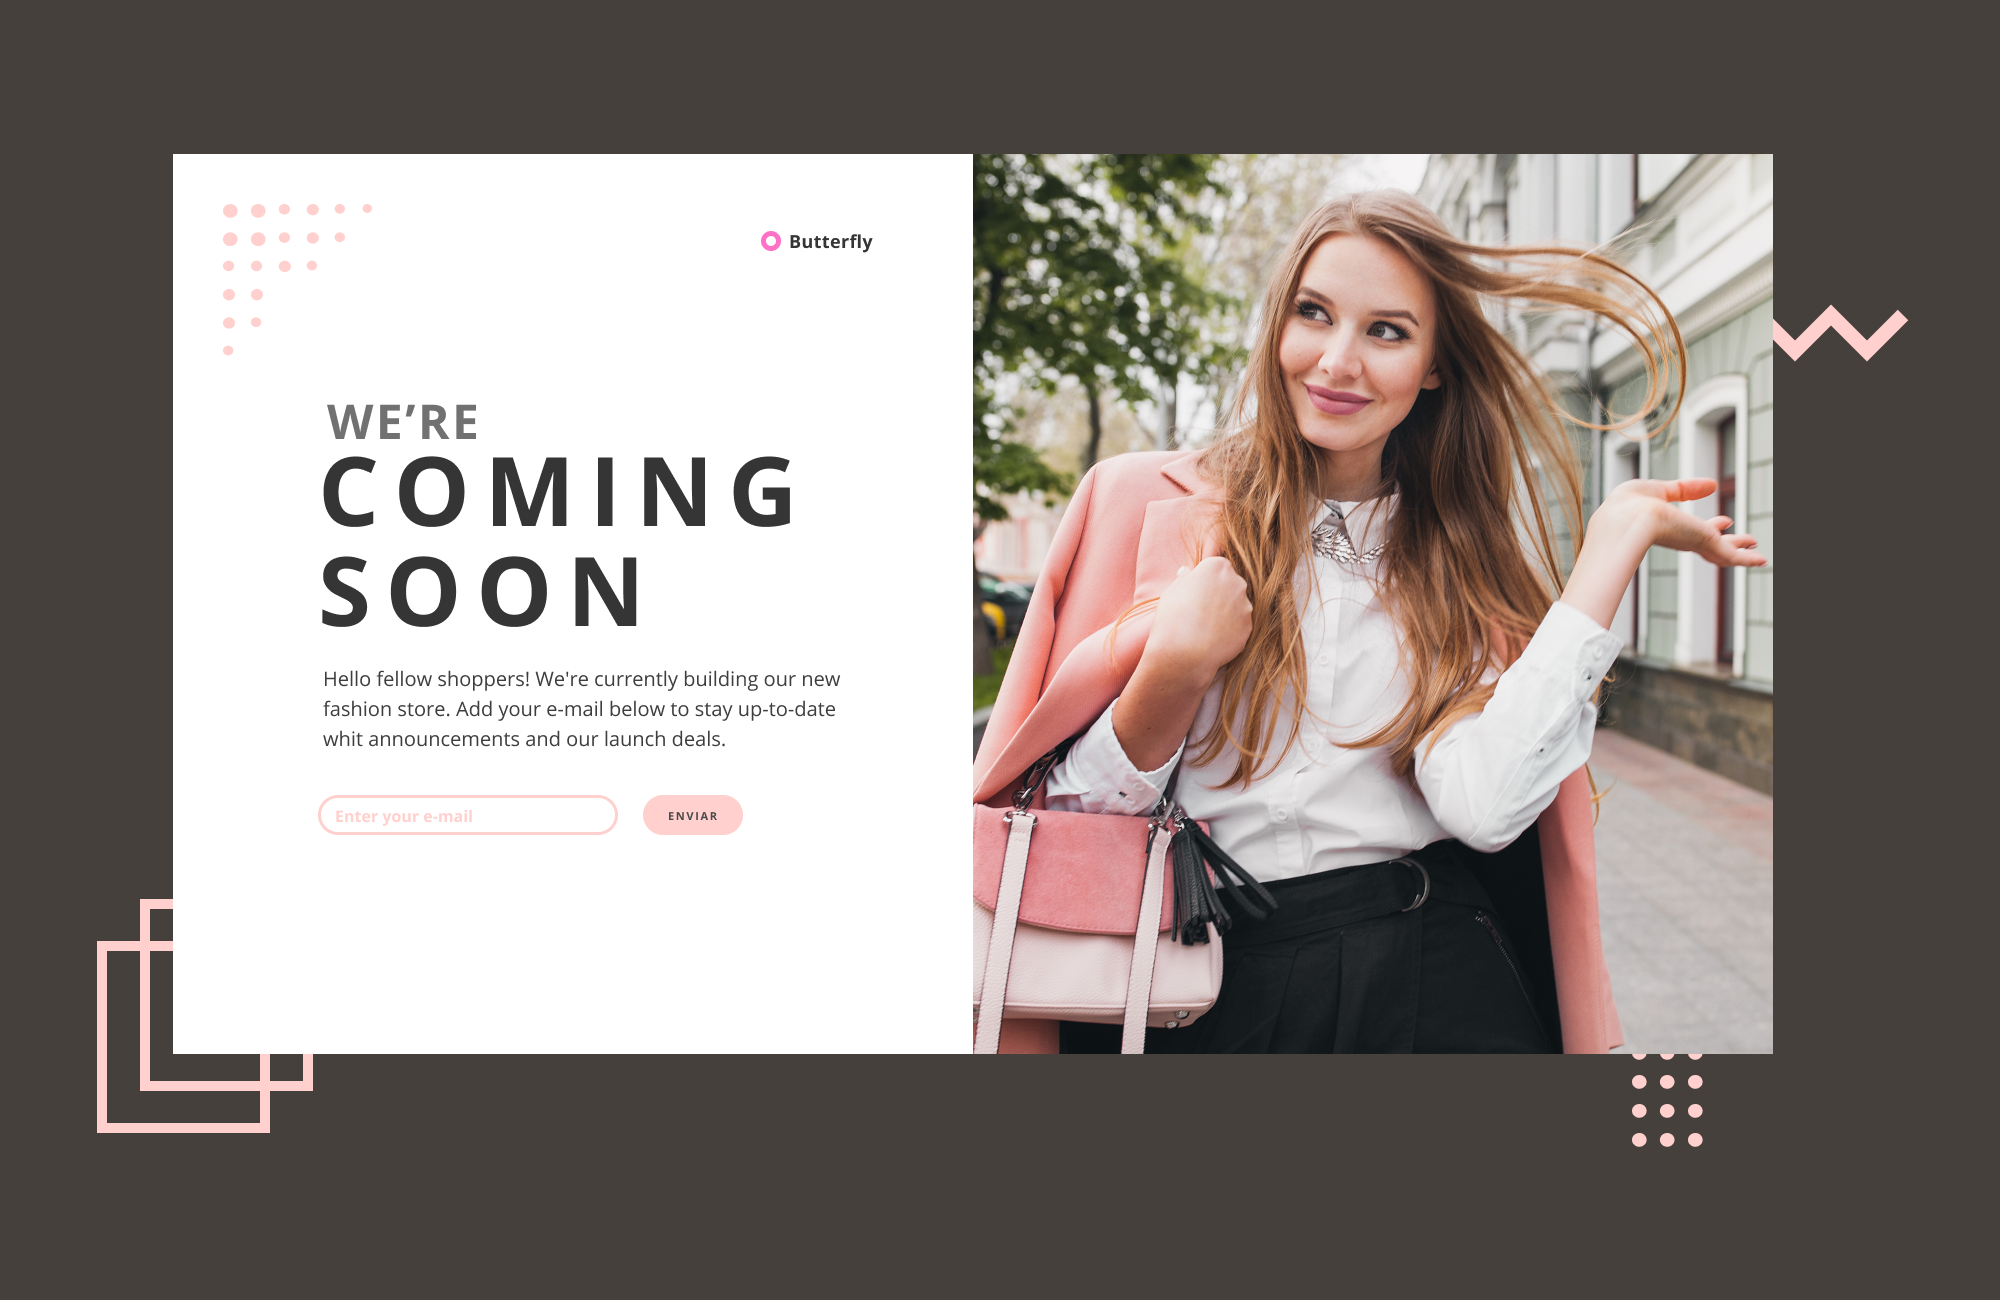 Butterfly
WE’RE
COMING
SOON
Hello fellow shoppers! We're currently building our new
fashion store. Add your e-mail below to stay up-to-date
whit announcements and our launch deals.
Enter your e-mail
ENVIAR